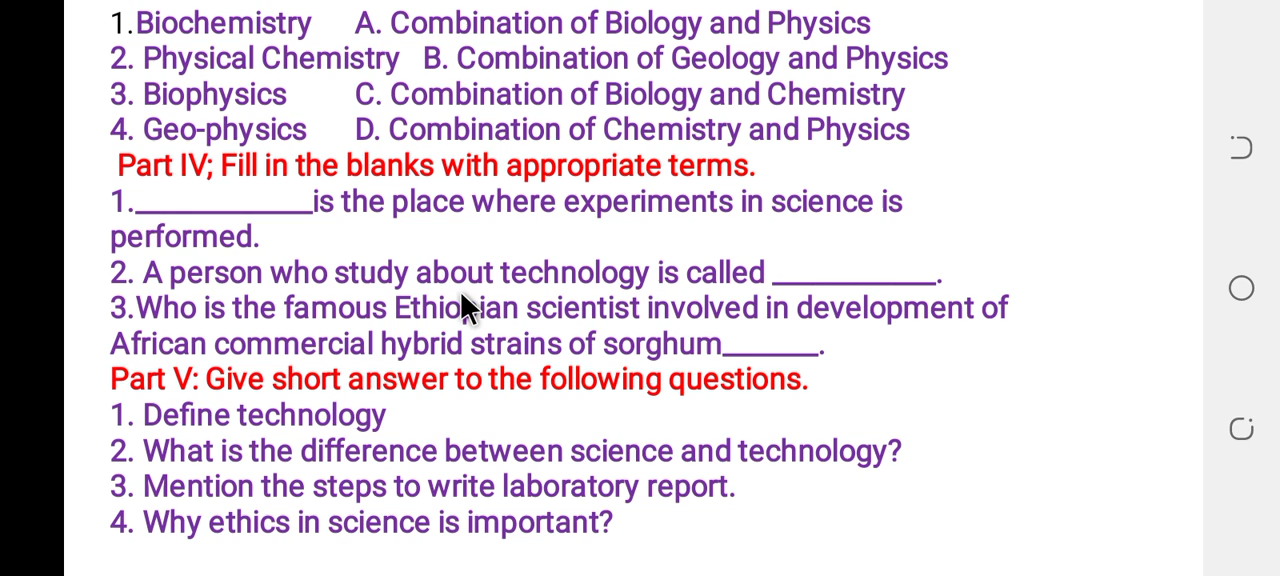 1.Biochemistry A. Combination of Biology and Physics
2. Physical Chemistry B. Combination of Geology and Physics
3. Biophysics C. Combination of Biology and Chemistry
4. Geo-physics D. Combination of Chemistry and Physics
Part IV; Fill in the blanks with appropriate terms.
1.____________is the place where experiments in science is
performed.
2. A person who study about technology is called ___________.
3.Who is the famous Ethiopian scientist involved in development of
African commercial hybrid strains of sorghum______.
Part V: Give short answer to the following questions.
1. Define technology
2. What is the difference between science and technology?
3. Mention the steps to write laboratory report.
4. Why ethics in science is important?